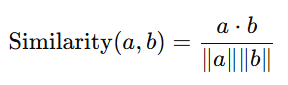 Similarity(a, b) = a · b / ‖a‖‖b‖